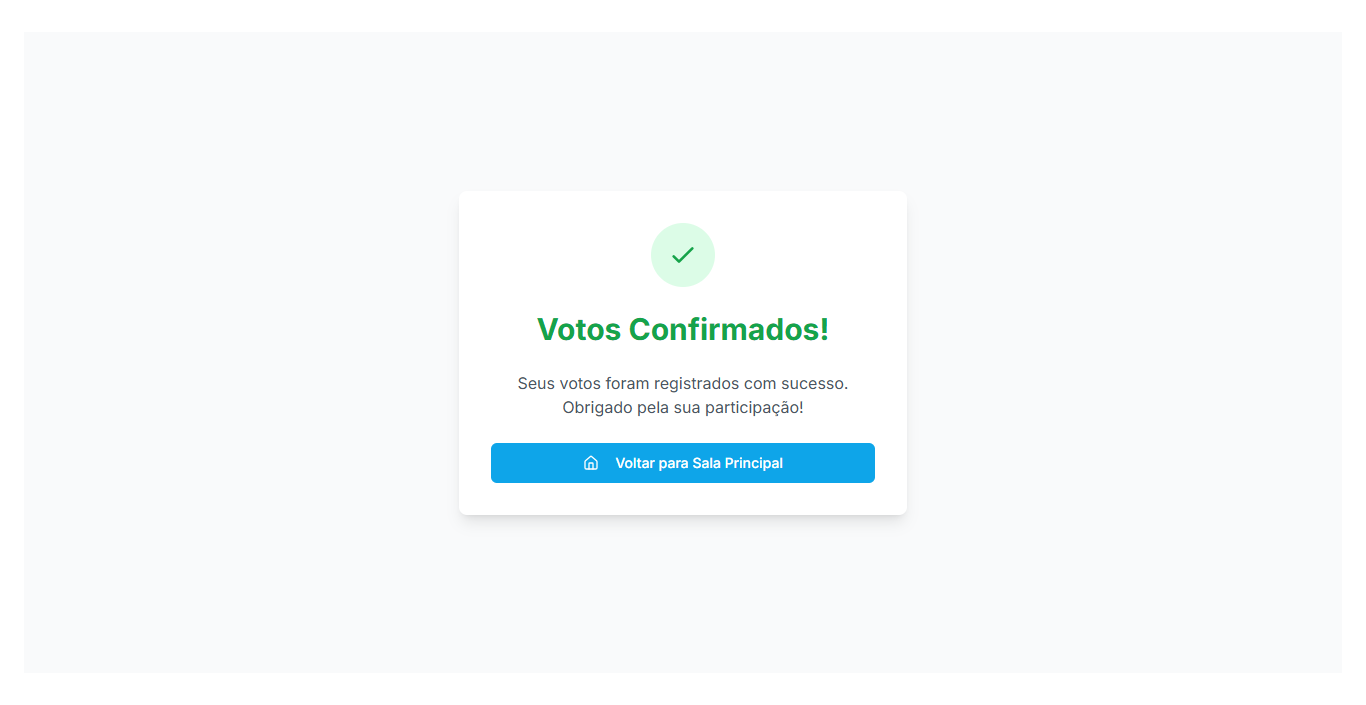 Votos Confirmados!
Seus votos foram registrados com sucesso.
Obrigado pela sua participação!
Voltar para Sala Principal